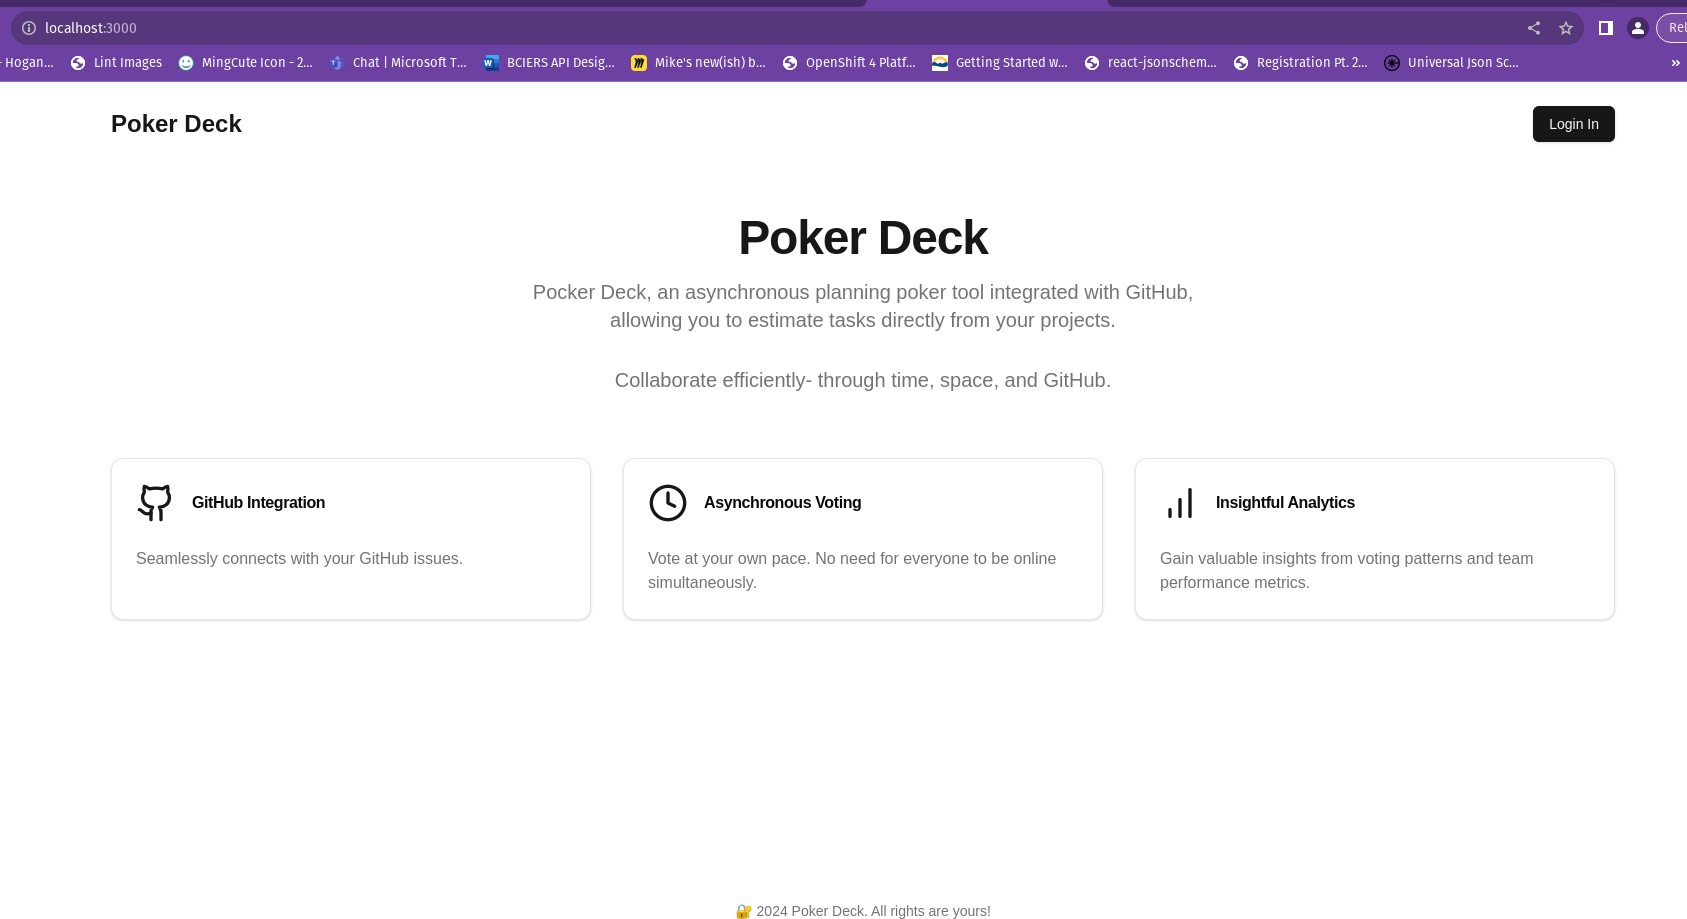 localhost:3000
Rel
- Hogan...
Lint Images
MingCute Icon - 2...
Chat | Microsoft T...
BCIERS API Desig...
Mike's new(ish) b...
OpenShift 4 Platf...
Getting Started w...
react-jsonschem...
Registration Pt. 2...
Universal Json Sc...
»
Poker Deck
Login In
Poker Deck
Pocker Deck, an asynchronous planning poker tool integrated with GitHub,
allowing you to estimate tasks directly from your projects.
Collaborate efficiently- through time, space, and GitHub.
GitHub Integration
Seamlessly connects with your GitHub issues.
Asynchronous Voting
Vote at your own pace. No need for everyone to be online
simultaneously.
Insightful Analytics
Gain valuable insights from voting patterns and team
performance metrics.
🔐 2024 Poker Deck. All rights are yours!